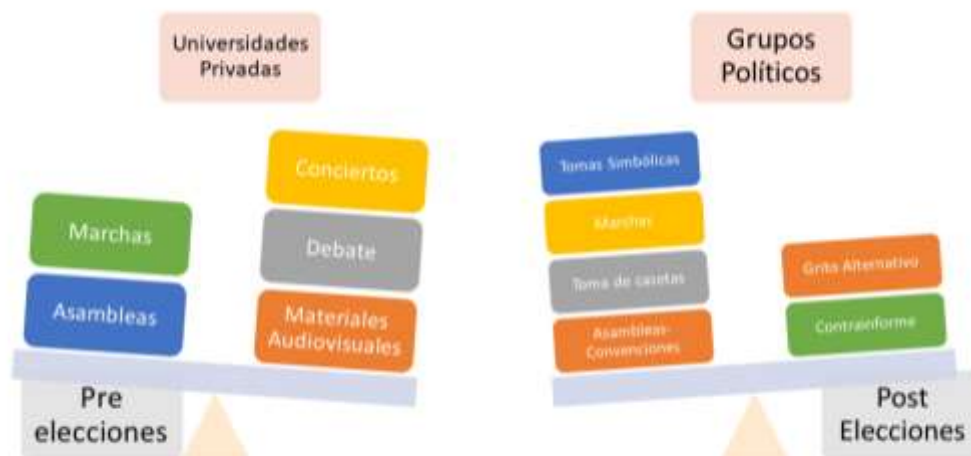 Universidades
Privadas
Conciertos
Marchas
Debate
Asambleas
Materiales
Audiovisuales
Pre
elecciones
Grupos
Políticos
Tomas Simbólicas
Marchas
Toma de casetas
Asambleas-
Convenciones
Grito Alternativo
Contrainforme
Post
Elecciones